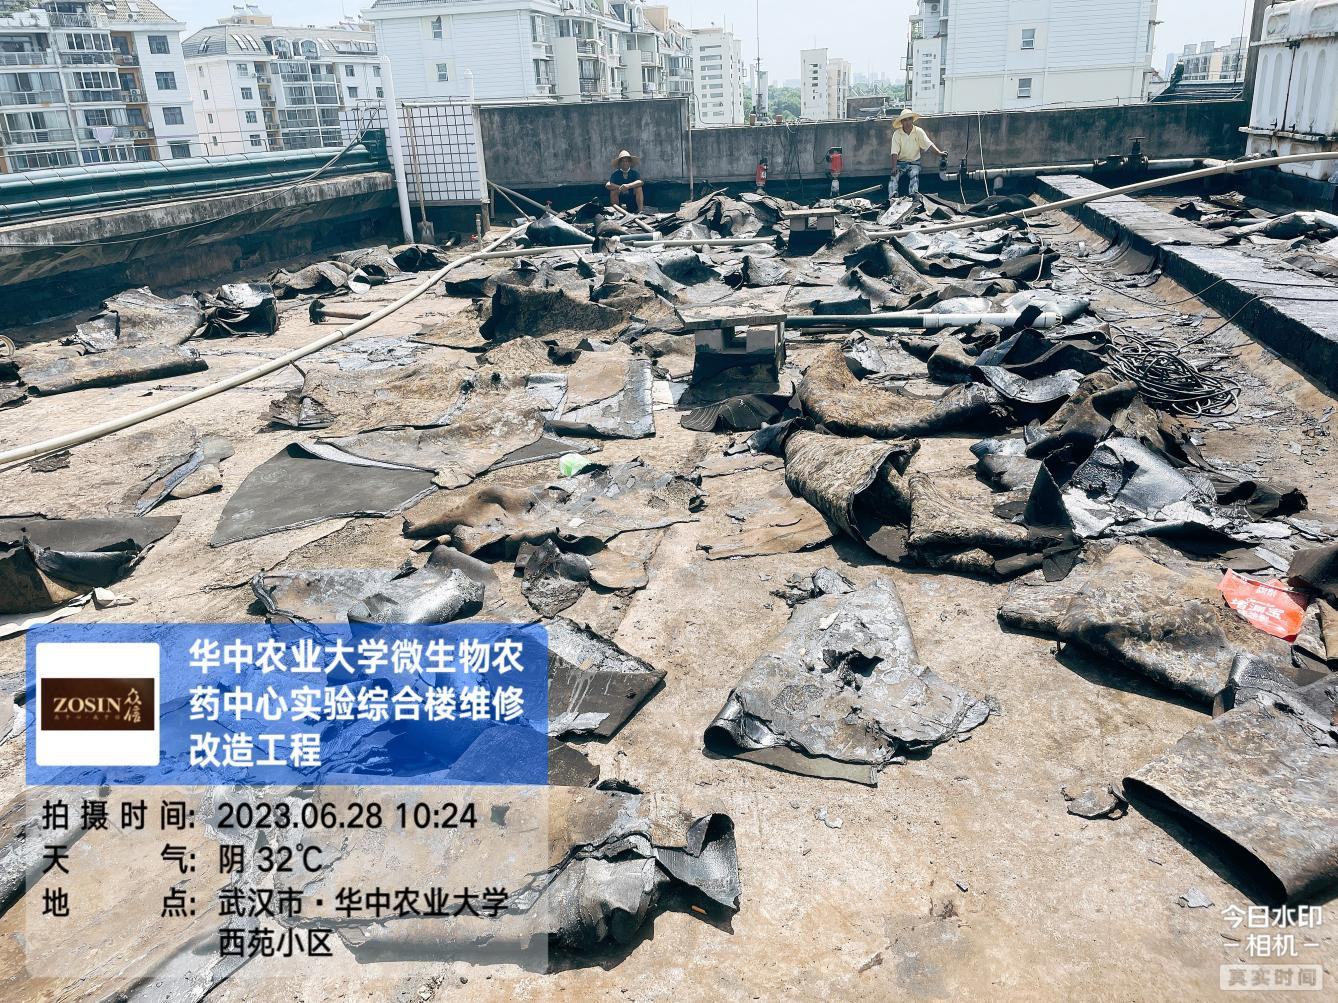 华中农业大学微生物农
药中心实验综合楼维修
改造工程
ZOSIN众信
拍摄时间: 2023.06.28 10:24
天气: 阴 32℃
地点: 武汉市·华中农业大学
西苑小区
堵漏宝
今日水印
相机
真实时间